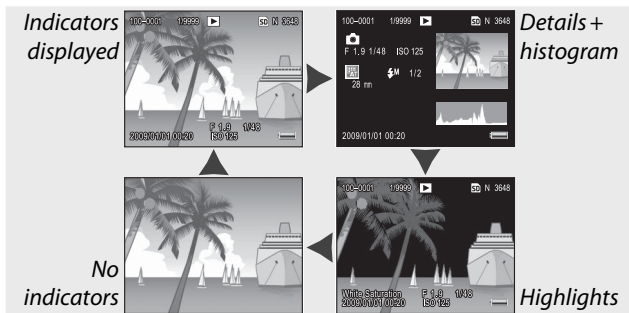 Indicators
displayed
100-0001 1/9999 SD N 3648
F 1.9 1/48
2009/01/01 00:20 ISO 125
100-0001 1/9999 SD N 3648
F 1.9 1/48 ISO 125
M 1/2
28 mm
2009/01/01 00:20
Details +
histogram
No
indicators
100-0001 1/9999 SD N 3648
White Saturation F 1.9 1/48
2009/01/01 00:20 ISO 125
Highlights